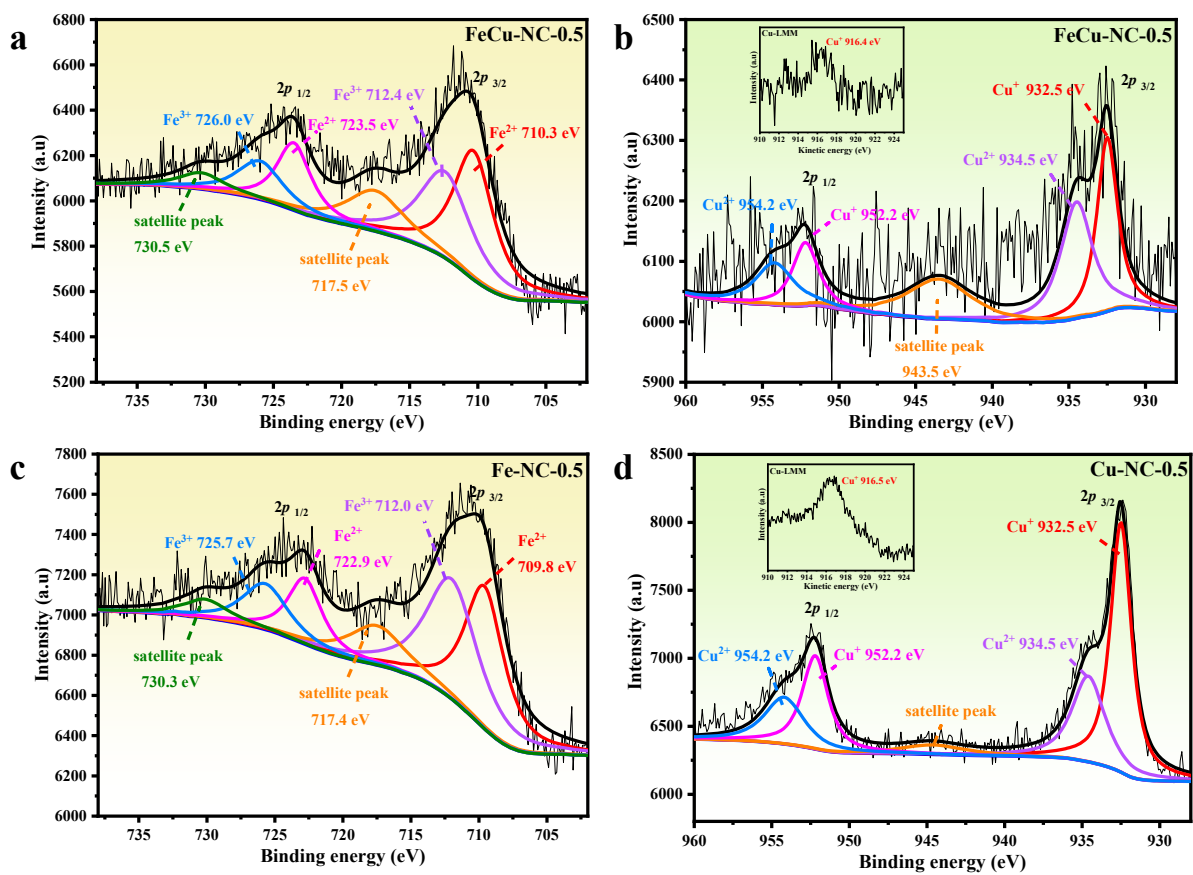 a
FeCu-NC-0.5
2p 3/2
2p 1/2
Fe3+ 712.4 eV
Fe3+ 726.0 eV
Fe2+ 723.5 eV
Fe2+ 710.3 eV
satellite peak
730.5 eV
satellite peak
717.5 eV
Intensity (a.u)
6800
6400
6200
6000
5800
5600
5200
735
730
725
720
715
710
705
Binding energy (eV)
b
FeCu-NC-0.5
Cu-LMM
Cu+ 916.4 eV
Intensity (a.u)
910 912 914 916 918 920 922 924
Kinetic energy (eV)
2p 3/2
Cu+ 932.5 eV
Cu2+ 934.5 eV
2p 1/2
Cu2+ 954.2 eV
Cu+ 952.2 eV
satellite peak
943.5 eV
Intensity (a.u)
6500
6400
6300
6200
6100
6000
5900
960
955
950
945
940
935
930
Binding energy (eV)
c
Fe-NC-0.5
2p 3/2
2p 1/2
Fe3+ 712.0 eV
Fe3+ 725.7 eV
Fe2+
722.9 eV
Fe2+
709.8 eV
satellite peak
730.3 eV
satellite peak
717.4 eV
Intensity (a.u)
7800
7600
7400
7200
7000
6800
6600
6400
6200
6000
735
730
725
720
715
710
705
Binding energy (eV)
d
Cu-NC-0.5
Cu-LMM
Cu+ 916.5 eV
Intensity (a.u)
910 912 914 916 918 920 922 924
Kinetic energy (eV)
2p 3/2
Cu+ 932.5 eV
2p 1/2
Cu2+ 934.5 eV
Cu2+ 954.2 eV
Cu+ 952.2 eV
satellite peak
Intensity (a.u)
8500
8000
7500
7000
6500
6000
960
955
950
945
940
935
930
Binding energy (eV)